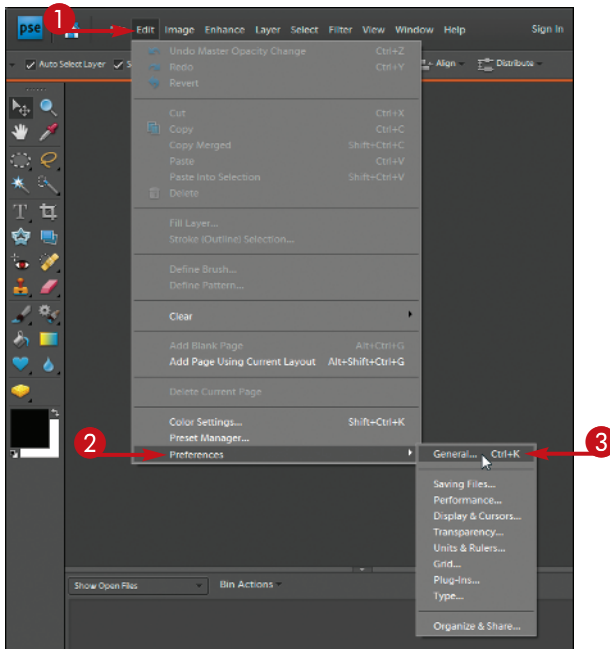 1
pse
Edit Image Enhance Layer Select Filter View Window Help
Sign In
Auto Select Layer
S
Align
Distribute
Undo Master Opacity Change Ctrl+Z
Redo Ctrl+Y
Revert
Cut Ctrl+X
Copy Ctrl+C
Copy Merged Shift+Ctrl+C
Paste Ctrl+V
Paste Into Selection Shift+Ctrl+V
Delete
Fill Layer...
Stroke (Outline) Selection...
Define Brush...
Define Pattern...
Clear
Add Blank Page Alt+Ctrl+G
Add Page Using Current Layout Alt+Shift+Ctrl+G
Delete Current Page
Color Settings... Shift+Ctrl+K
Preset Manager...
2
Preferences
General... Ctrl+K
3
Saving Files...
Performance...
Display & Cursors...
Transparency...
Units & Rulers...
Grid...
Plug-Ins...
Type...
Organize & Share...
Show Open Files
Bin Actions